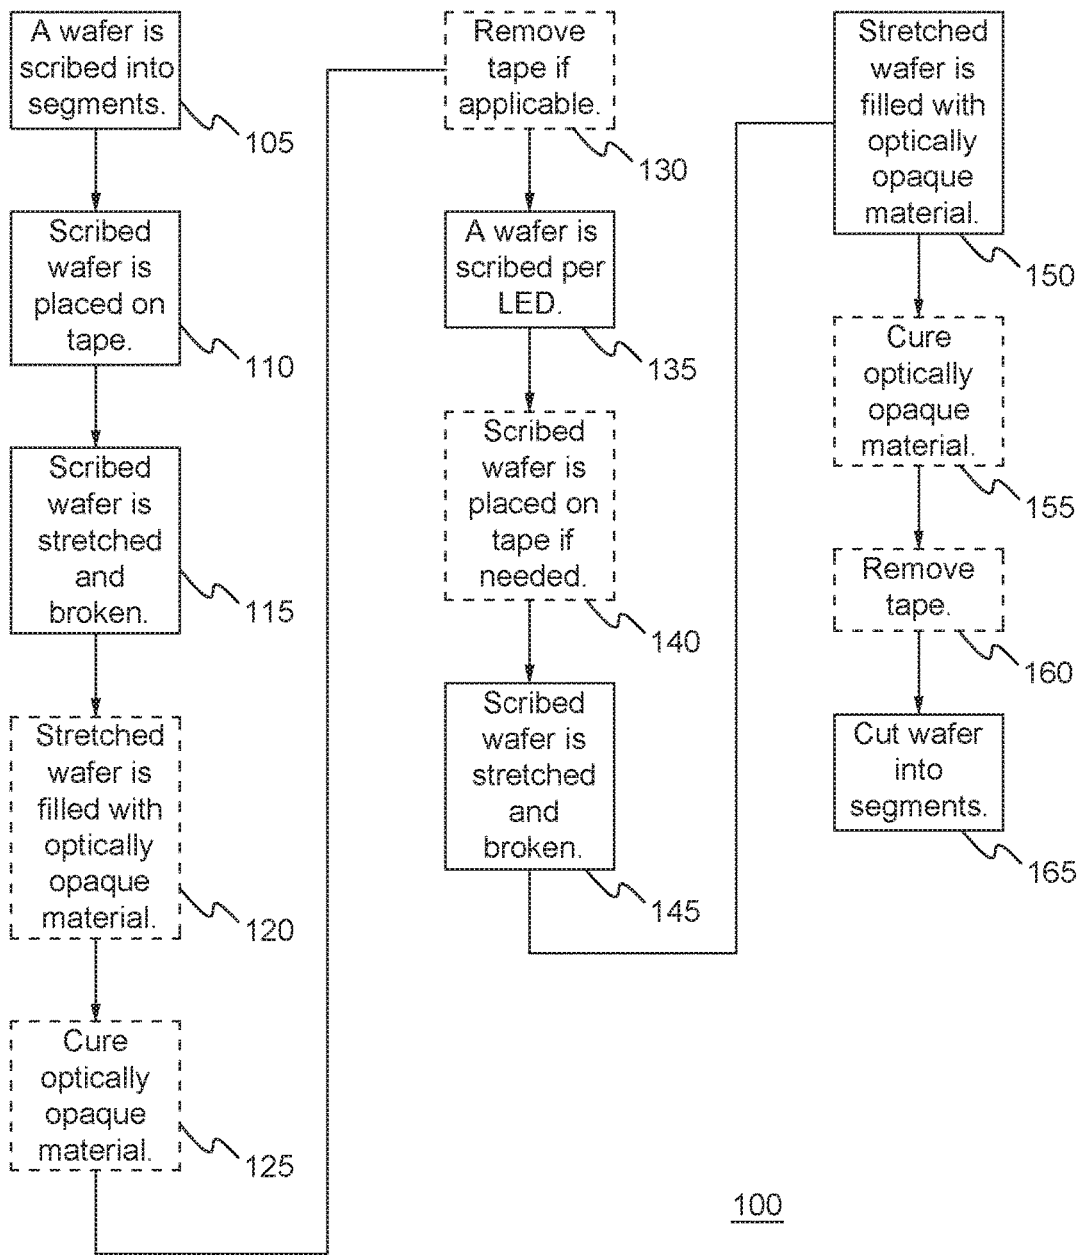 A wafer is
scribed into
segments.
105
Scribed
wafer is
placed on
tape.
110
Scribed
wafer is
stretched
and
broken.
115
Stretched
wafer is
filled with
optically
opaque
material.
120
Cure
optically
opaque
material.
125
Remove
tape if
applicable.
130
A wafer is
scribed per
LED.
135
Scribed
wafer is
placed on
tape if
needed.
140
Scribed
wafer is
stretched
and
broken.
145
Stretched
wafer is
filled with
optically
opaque
material.
150
Cure
optically
opaque
material.
155
Remove
tape.
160
Cut wafer
into
segments.
165
100